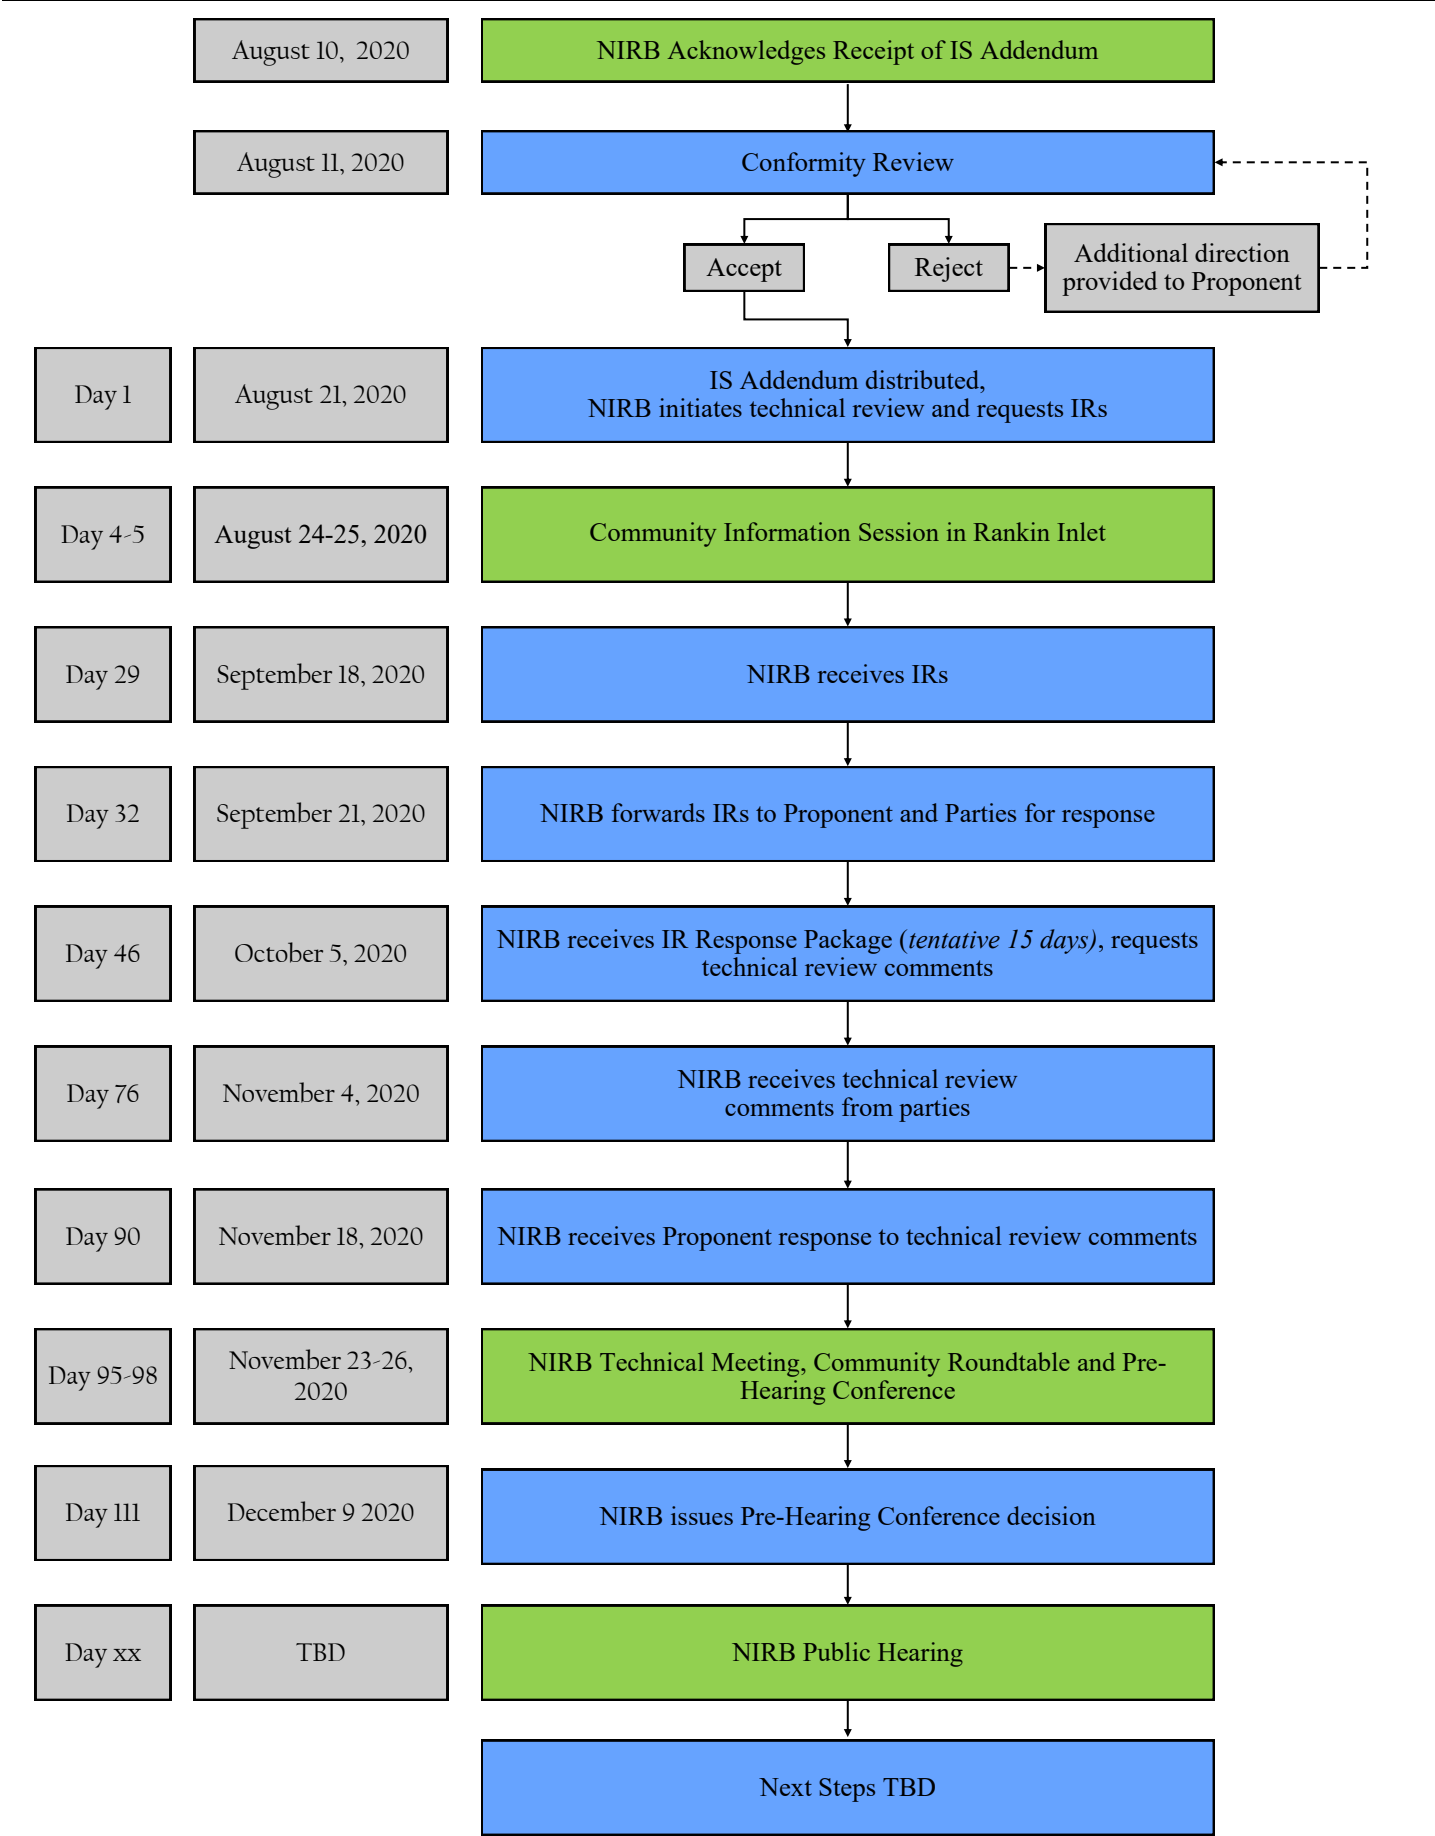 August 10,  2020
NIRB Acknowledges Receipt of IS Addendum
August 11, 2020
Conformity Review
Accept
Reject
Additional direction
provided to Proponent
Day 1
August 21, 2020
IS Addendum distributed,
NIRB initiates technical review and requests IRs
Day 4-5
August 24-25, 2020
Community Information Session in Rankin Inlet
Day 29
September 18, 2020
NIRB receives IRs
Day 32
September 21, 2020
NIRB forwards IRs to Proponent and Parties for response
Day 46
October 5, 2020
NIRB receives IR Response Package (tentative 15 days), requests
technical review comments
Day 76
November 4, 2020
NIRB receives technical review
comments from parties
Day 90
November 18, 2020
NIRB receives Proponent response to technical review comments
Day 95-98
November 23-26,
2020
NIRB Technical Meeting, Community Roundtable and Pre-
Hearing Conference
Day 111
December 9 2020
NIRB issues Pre-Hearing Conference decision
Day xx
TBD
NIRB Public Hearing
Next Steps TBD